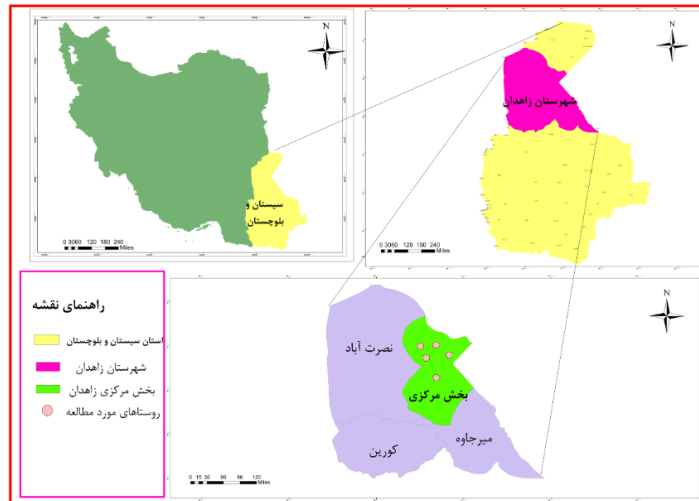 N
سیستان و
بلوچستان
0 3060 120 180 240
Miles
N
شهرستان زاهدان
0 3060 120 180 240
Miles
راهنمای نقشه
استان سیستان و بلوچستان
شهرستان زاهدان
بخش مرکزی زاهدان
روستاهای مورد مطالعه
N
نصرت آباد
بخش مرکزی
میرجاوه
کورین
0 15 30 60 90 120
Miles